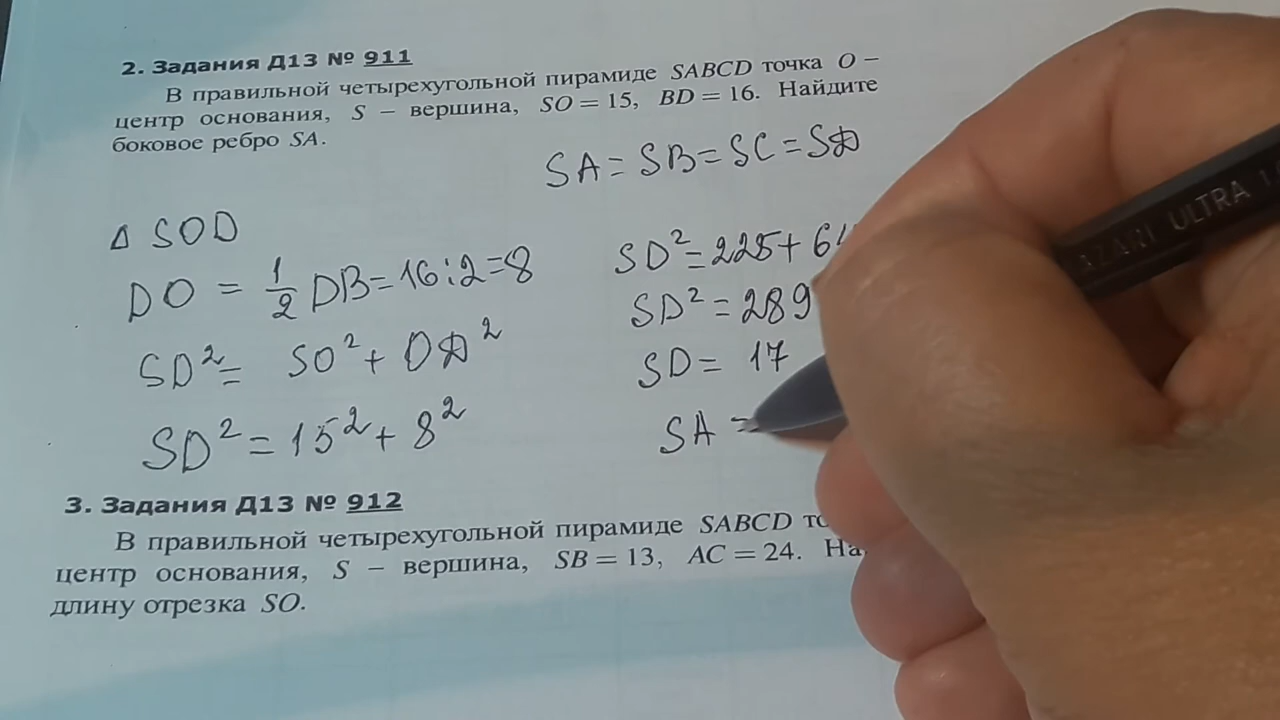 2. Задания Д13 № 911
В правильной четырехугольной пирамиде SABCD точка O –
центр основания, S – вершина, SO = 15, BD = 16. Найдите
боковое ребро SA.
SA = SB = SC = SD
Δ SOD
DO = 1/2 DB = 16 : 2 = 8
SD² = SO² + OD²
SD² = 15² + 8²
SD² = 225 + 64
SD² = 289
SD = 17
SA =
3. Задания Д13 № 912
В правильной четырехугольной пирамиде SABCD
центр основания, S – вершина, SB = 13, AC = 24.
длину отрезка SO.
AZARI ULTRA